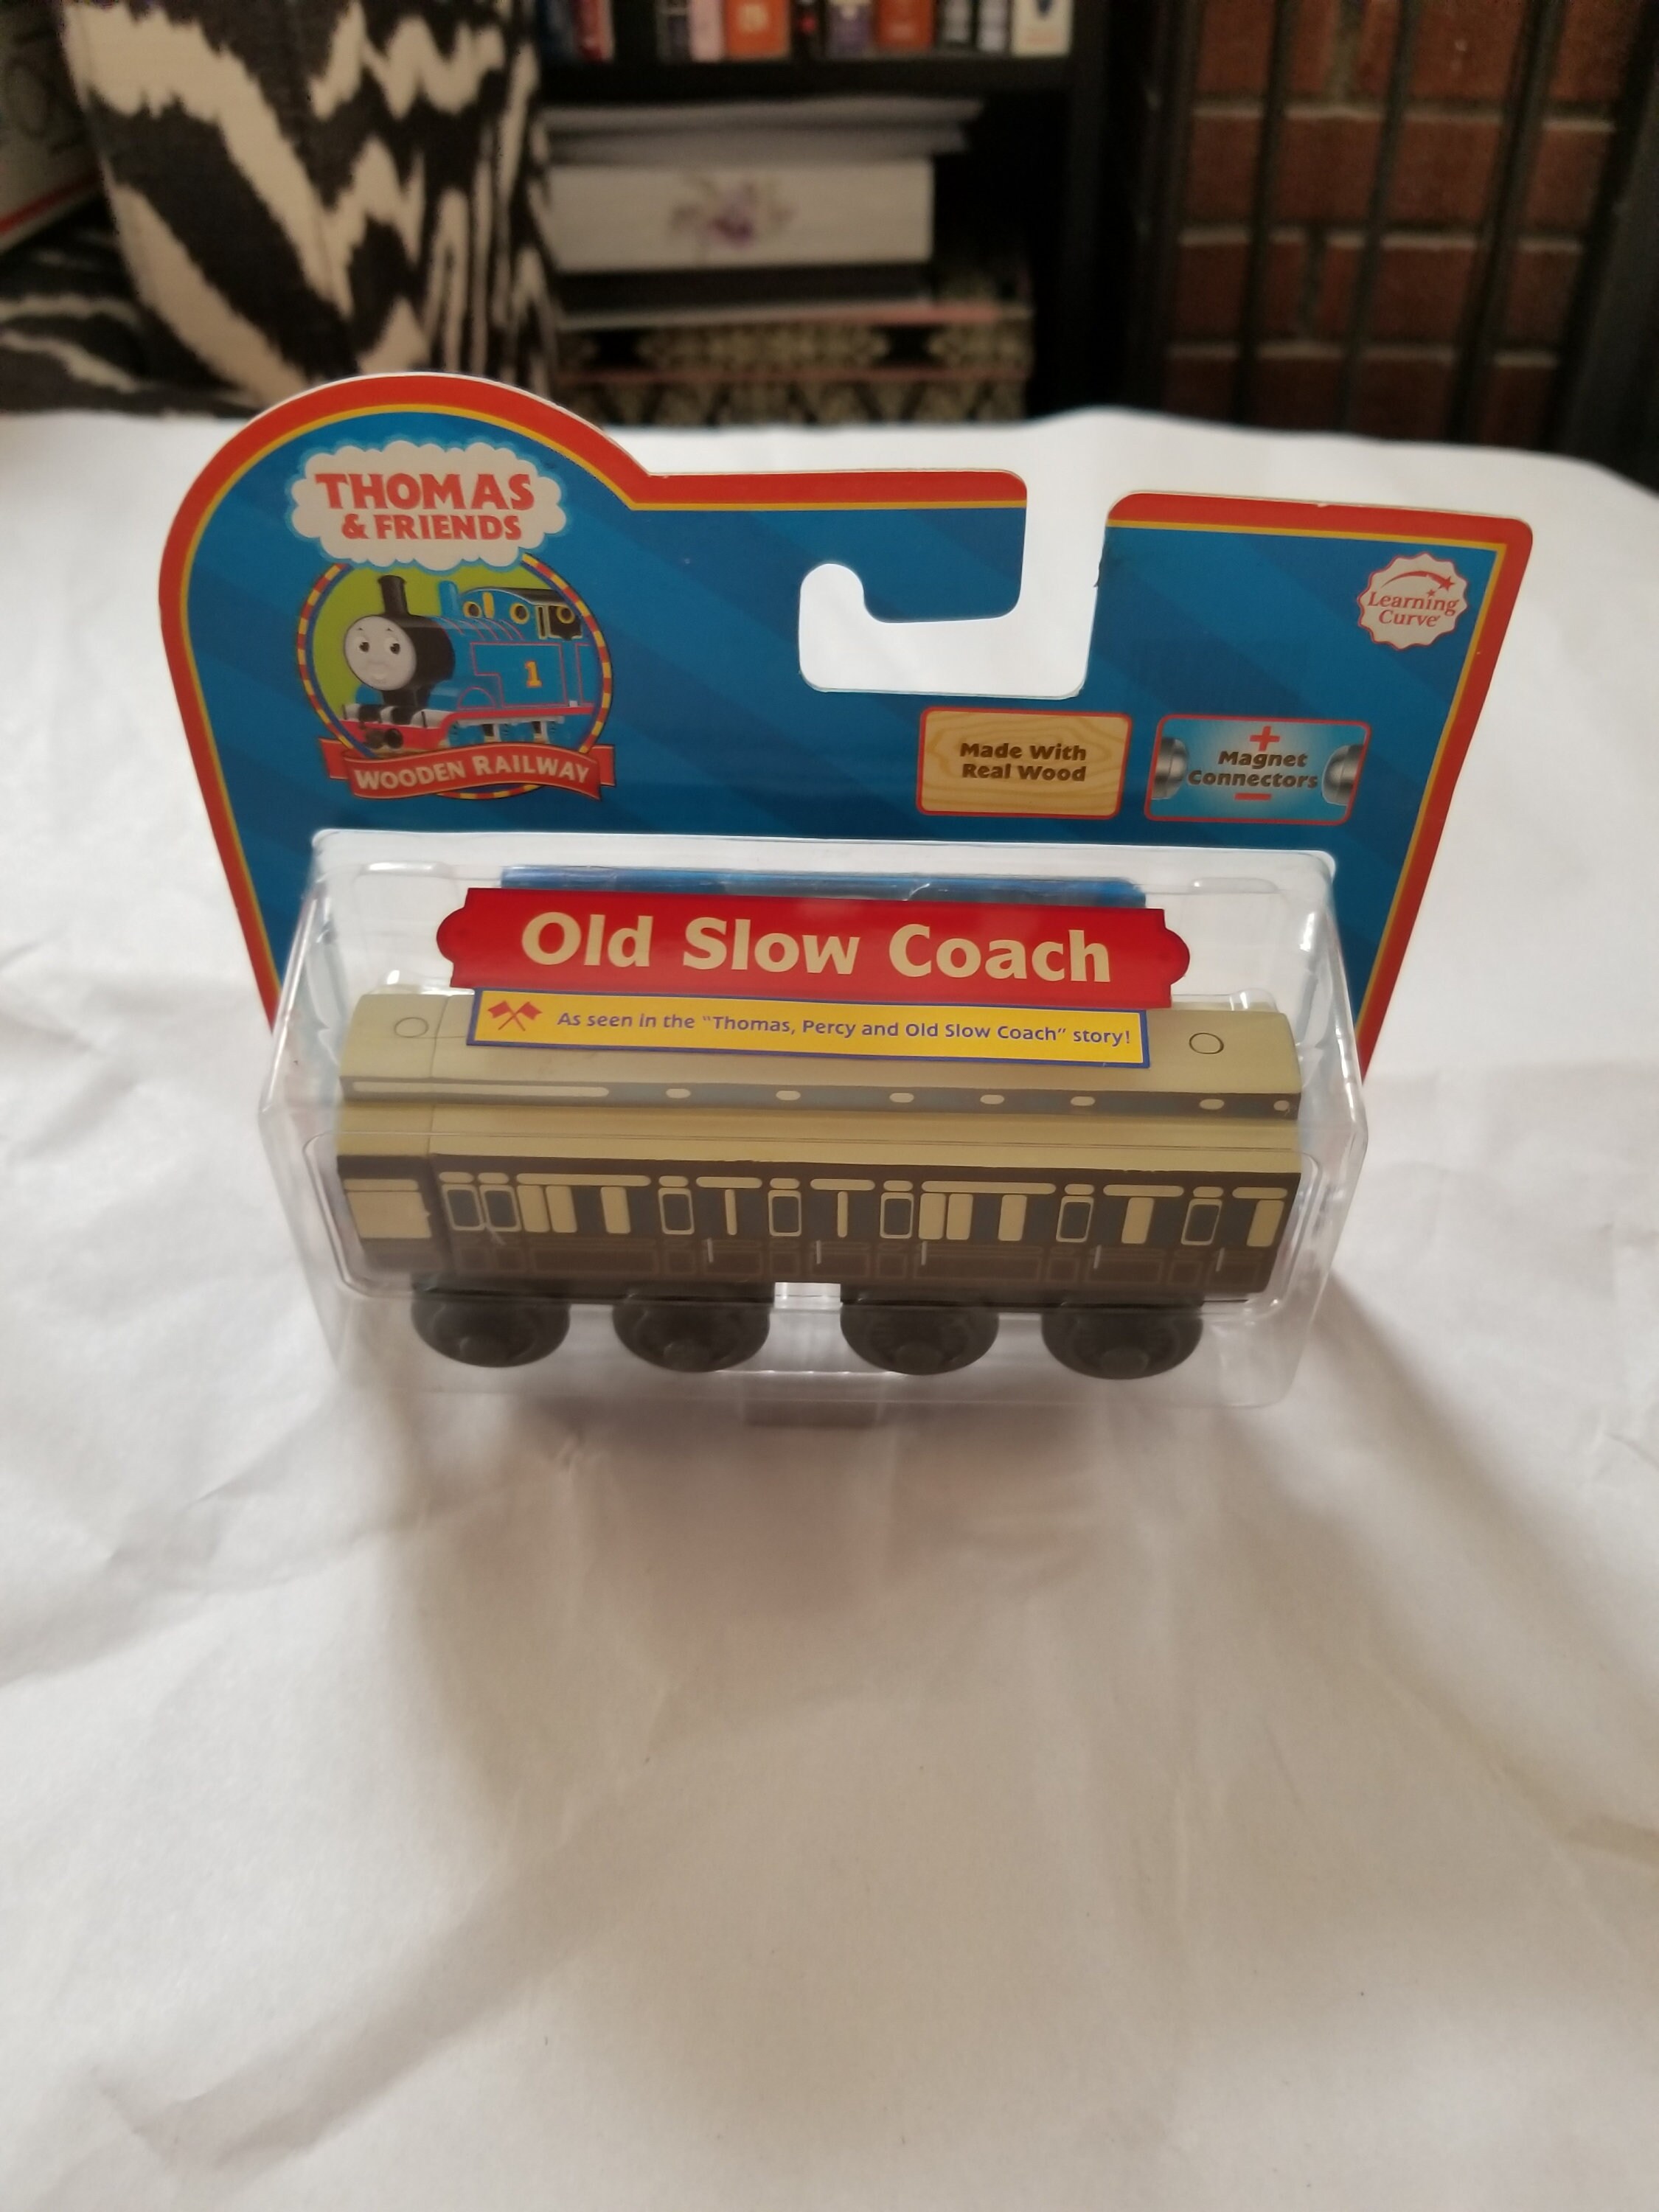 THOMAS
& FRIENDS
1
WOODEN RAILWAY
Learning
Curve
Made With
Real Wood
+
Magnet
Connectors
Old Slow Coach
As seen in the "Thomas, Percy and Old Slow Coach" story!